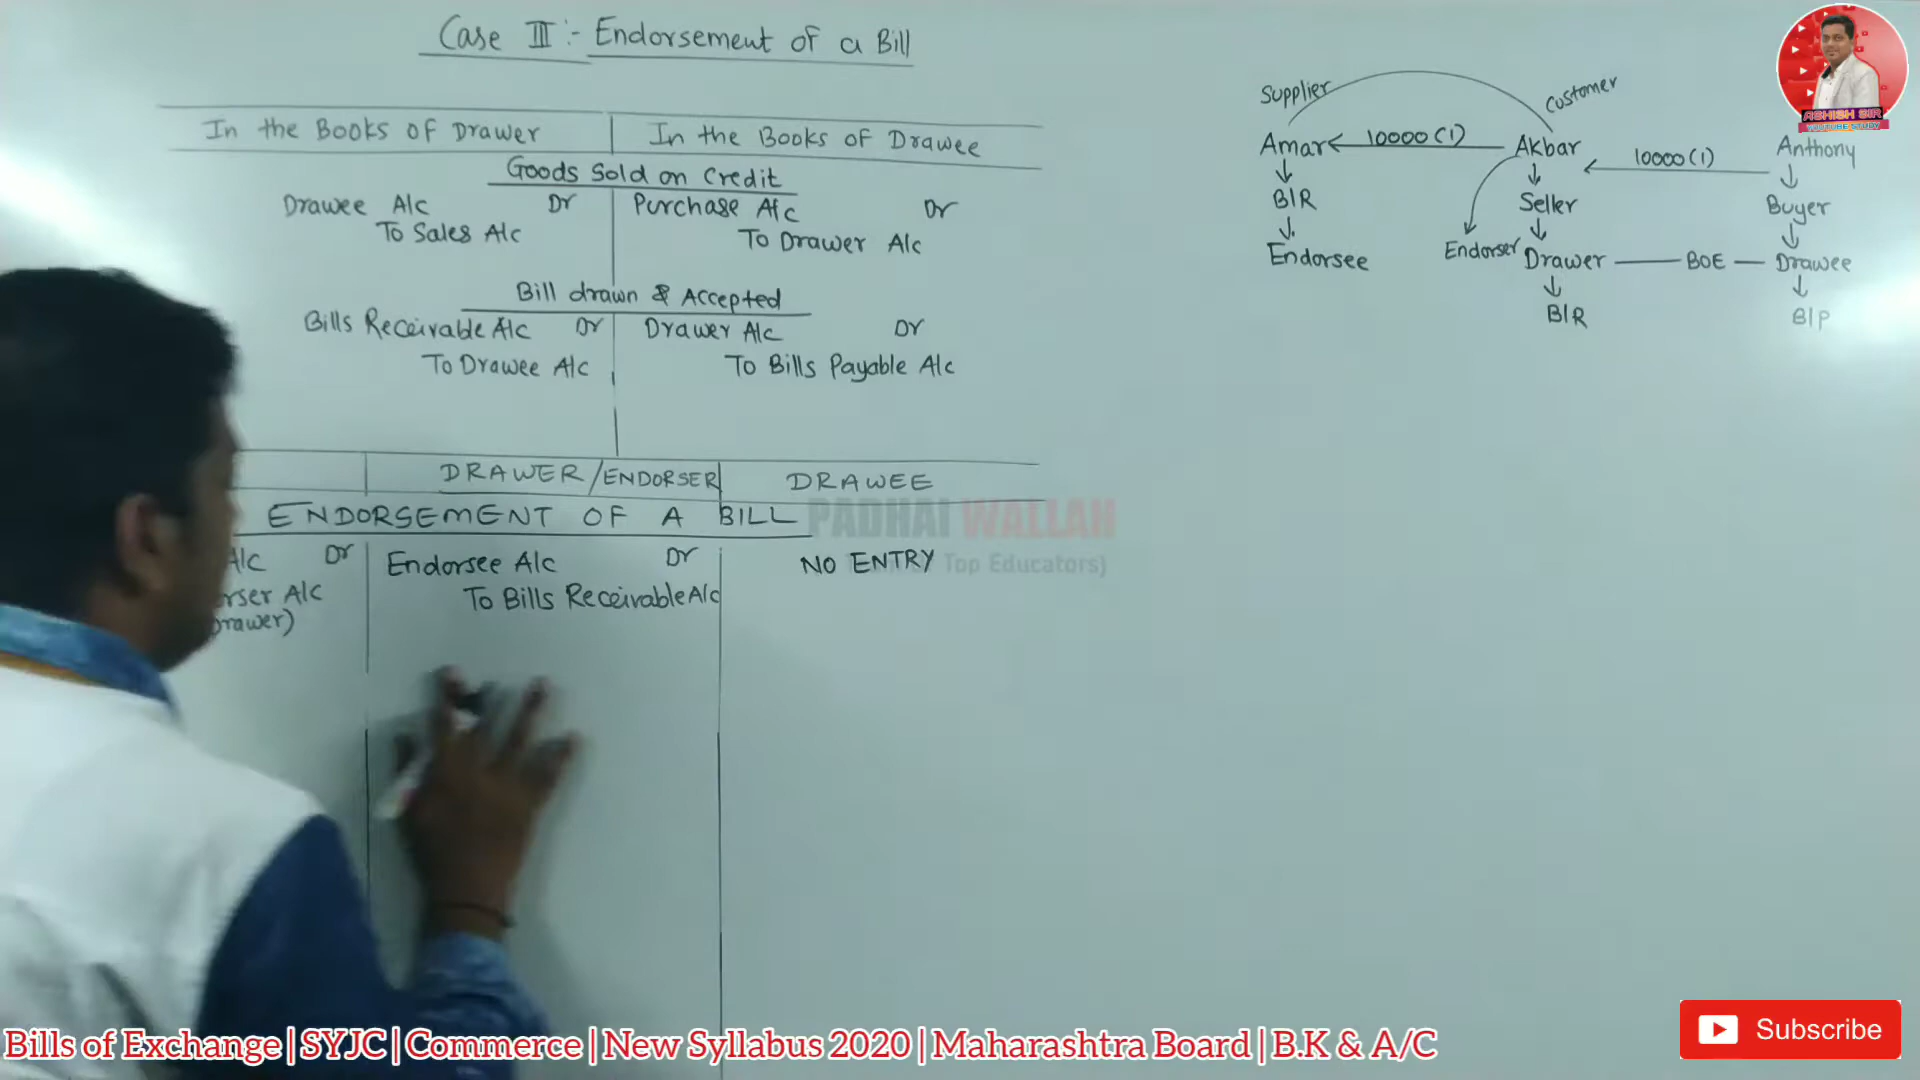 Case III :- Endorsement of a Bill
In the Books of Drawer
In the Books of Drawee
Goods Sold on Credit
Drawee A/c Dr
To Sales A/c
Purchase A/c Dr
To Drawer A/c
Bill drawn & Accepted
Bills Receivable A/c Dr
To Drawee A/c
Drawer A/c Dr
To Bills Payable A/c
DRAWER/ENDORSER
DRAWEE
ENDORSEMENT OF A BILL
A/c Dr
rser A/c
rawer)
Endorsee A/c Dr
To Bills Receivable A/c
NO ENTRY
PADHAI WALLAH
Top Educators)
Supplier
Customer
Amar 10000(1) Akbar 10000(1) Anthony
B/R
Seller
Buyer
Endorsee
Endorser
Drawer BOE Drawee
B/R
B/P
ASHISH SIR
YOUTUBE STUDY
Bills of Exchange | SYJC | Commerce | New Syllabus 2020 | Maharashtra Board | B.K & A/C
Subscribe